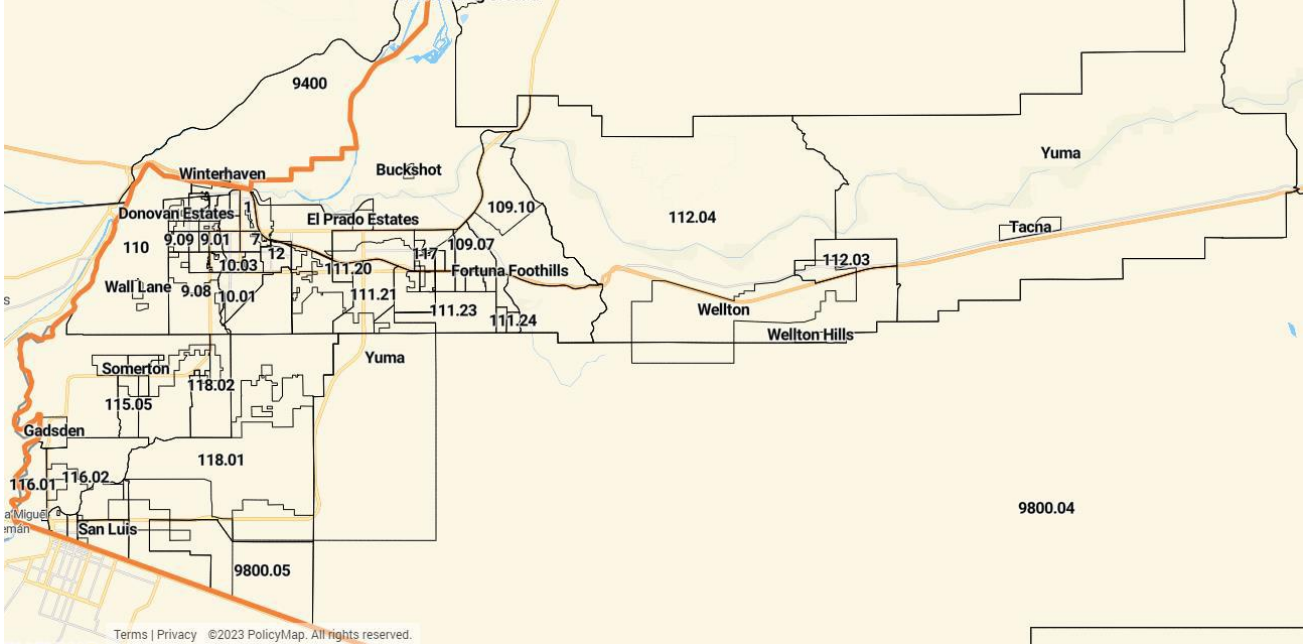 9400
Yuma
Winterhaven
Buckshot
1
109.10
Donovan Estates
El Prado Estates
112.04
Tacna
110
9.09
9.01
7
109.07
12
117
112.03
10.03
111.20
Fortuna Foothills
Wall Lane
9.08
10.01
111.21
111.23
Wellton
111.24
Wellton Hills
Yuma
Somerton
118.02
115.05
Gadsden
118.01
116.02
116.01
9800.04
a Miguel
emán
San Luis
9800.05
Terms | Privacy ©2023 PolicyMap. All rights reserved.